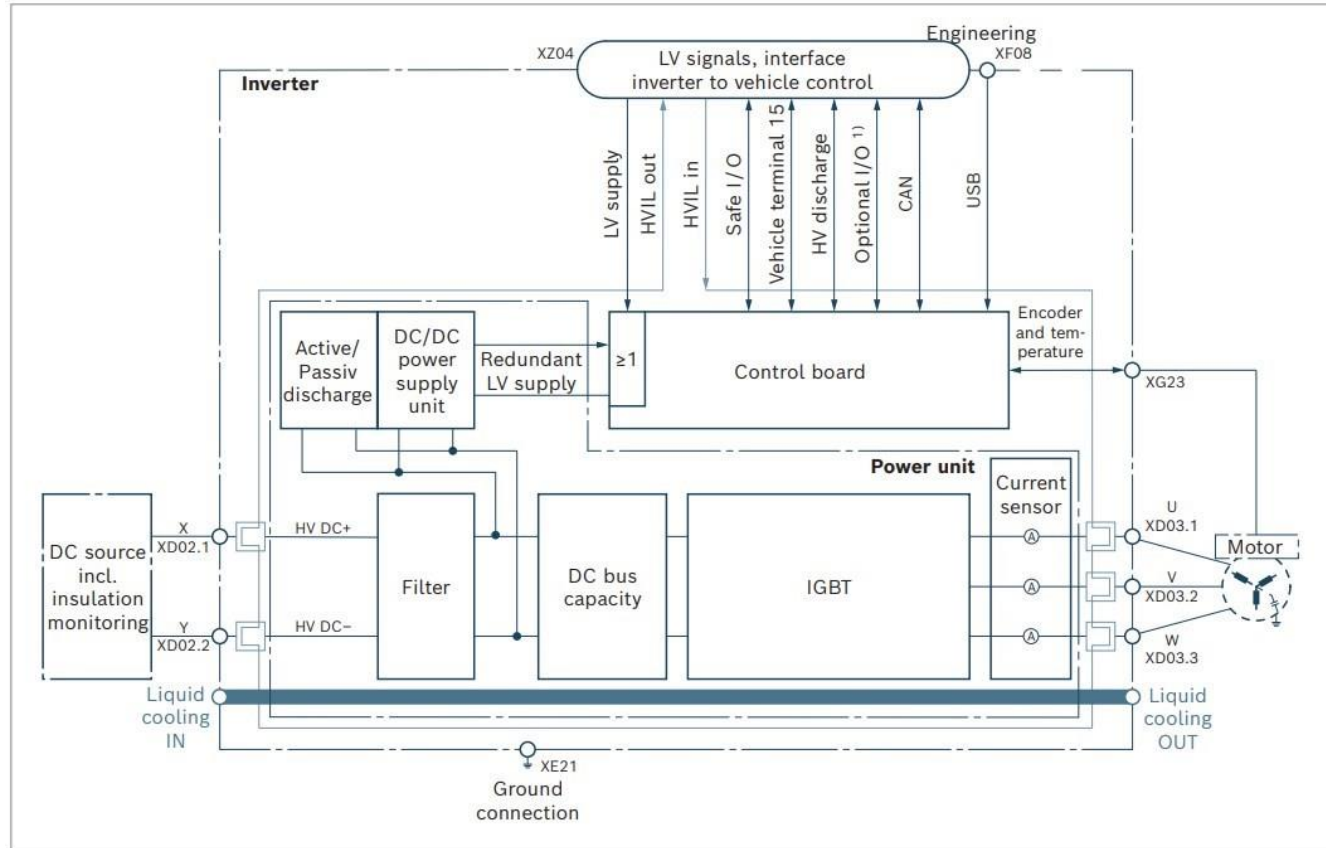 Engineering
XZ04
XF08
LV signals, interface
inverter to vehicle control
Inverter
LV supply
HVIL out
HVIL in
Safe I/O
Vehicle terminal 15
HV discharge
Optional I/O 1)
CAN
USB
Active/
Passiv
discharge
DC/DC
power
supply
unit
Redundant
LV supply
≥1
Control board
Encoder
and tem-
perature
XG23
Power unit
DC source
incl.
insulation
monitoring
X
XD02.1
Y
XD02.2
HV DC+
HV DC−
Filter
DC bus
capacity
IGBT
Current
sensor
A
A
A
U
XD03.1
V
XD03.2
W
XD03.3
Motor
Liquid
cooling
IN
Liquid
cooling
OUT
XE21
Ground
connection